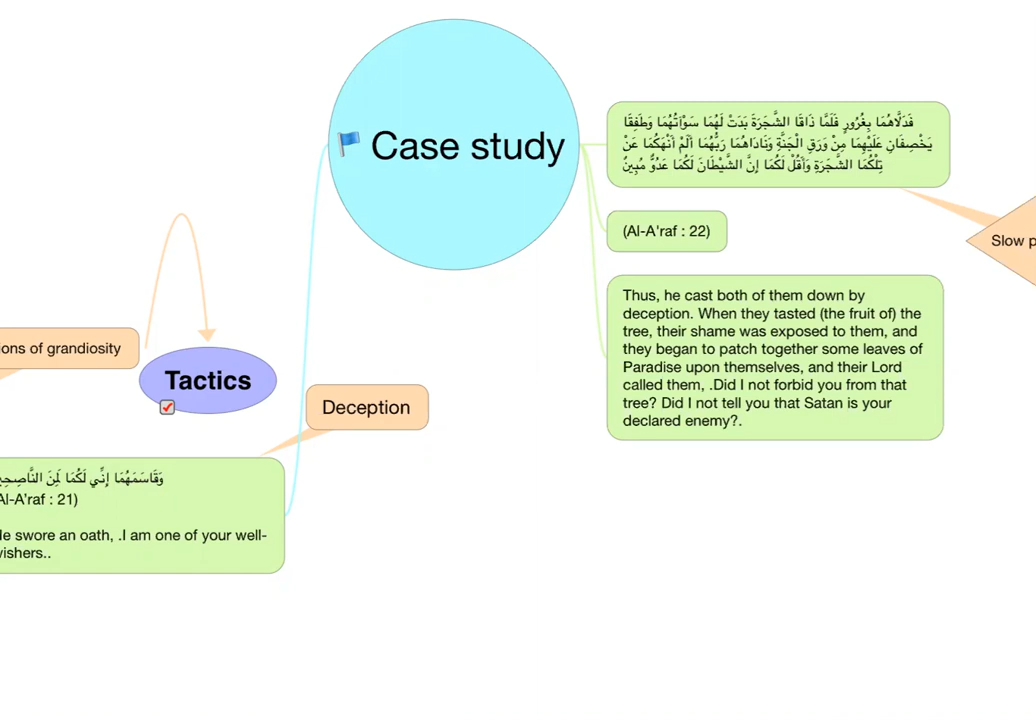 Case study
فَدَلَّاهُمَا بِغُرُورٍ فَلَمَّا ذَاقَا الشَّجَرَةَ بَدَتْ لَهُمَا سَوْآتُهُمَا وَطَفِقَا
يَخْصِفَانِ عَلَيْهِمَا مِنْ وَرَقِ الْجَنَّةِ وَنَادَاهُمَا رَبُّهُمَا أَلَمْ أَنْهَكُمَا عَنْ
تِلْكُمَا الشَّجَرَةِ وَأَقُلْ لَكُمَا إِنَّ الشَّيْطَانَ لَكُمَا عَدُوٌّ مُبِينٌ
(Al-A'raf : 22)
Slow p
Thus, he cast both of them down by
deception. When they tasted (the fruit of) the
tree, their shame was exposed to them, and
they began to patch together some leaves of
Paradise upon themselves, and their Lord
called them, .Did I not forbid you from that
tree? Did I not tell you that Satan is your
declared enemy?.
ions of grandiosity
Tactics
Deception
وَقَاسَمَهُمَا إِنِّي لَكُمَا لَمِنَ النَّاصِحِي
Al-A'raf : 21)
He swore an oath, .I am one of your well-
wishers..